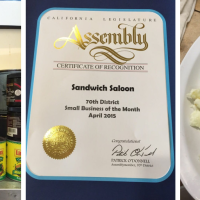 CALIFORNIA LEGISLATURE
Assembly
CERTIFICATE OF RECOGNITION
Sandwich Saloon
70th District
Small Business of the Month
April 2015
Congratulations!
PATRICK O'DONNELL